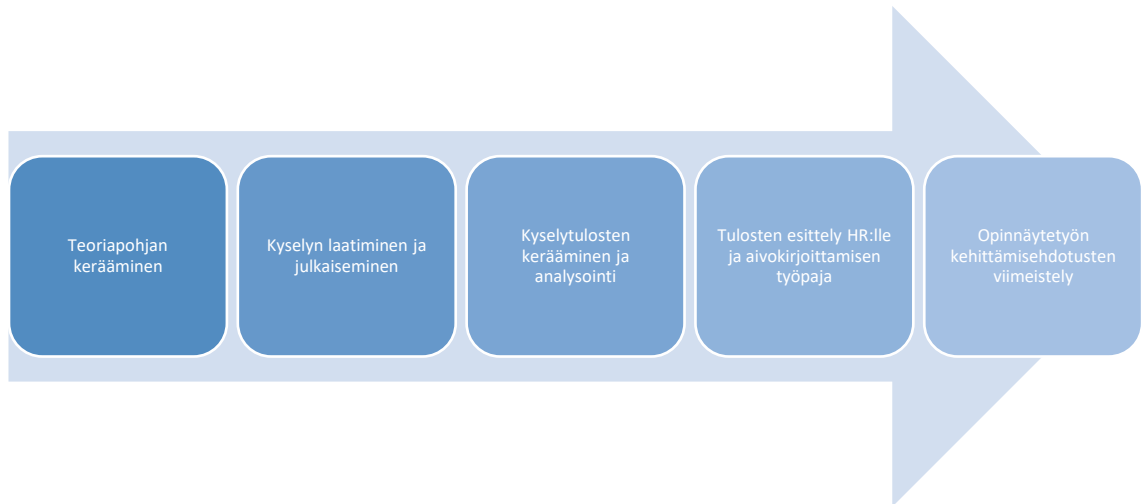 Teoriapohjan
kerääminen
Kyselyn laatiminen ja
julkaiseminen
Kyselytulosten
kerääminen ja
analysointi
Tulosten esittely HR:lle
ja aivokirjoittamisen
työpaja
Opinnäytetyön
kehittämisehdotusten
viimeistely